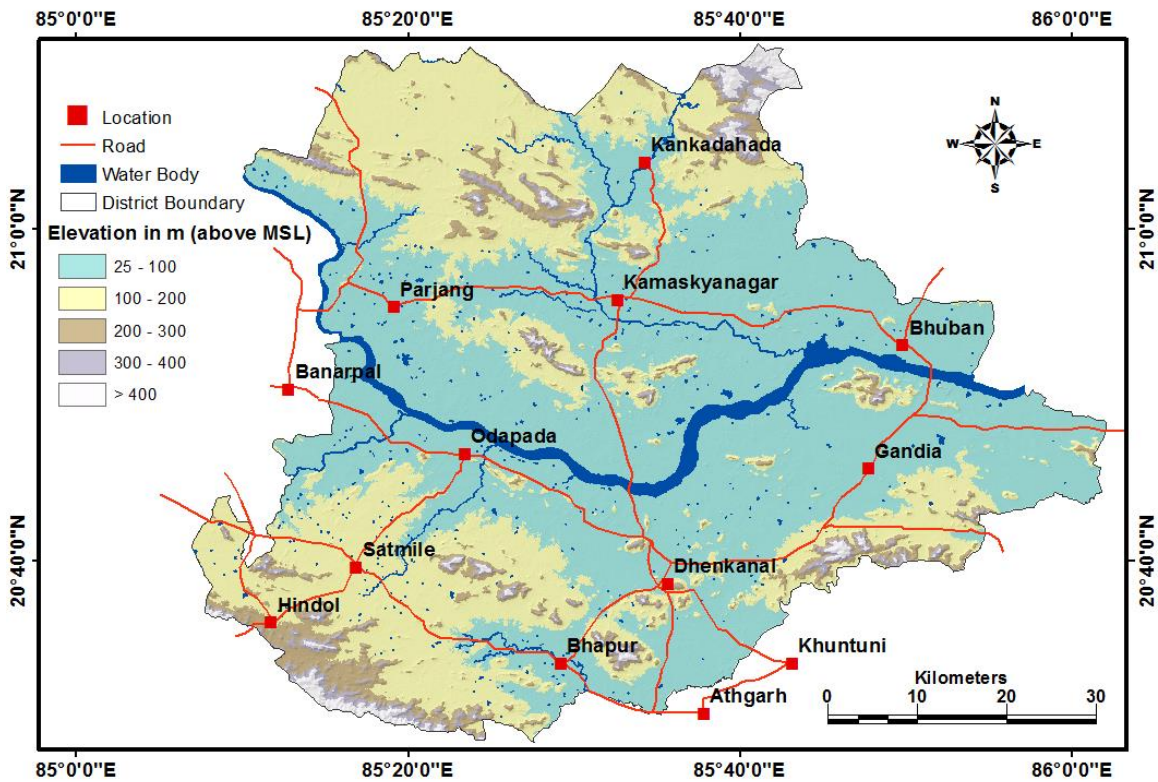 85°0'0"E
85°20'0"E
85°40'0"E
86°0'0"E
N
W
E
S
Location
Road
Water Body
District Boundary
Elevation in m (above MSL)
25 - 100
100 - 200
200 - 300
300 - 400
> 400
21°0'0"N
21°0'0"N
20°40'0"N
20°40'0"N
Kankadahada
Kamaskyanagar
Parjang
Bhuban
Banarpal
Odapada
Gandia
Satmile
Dhenkanal
Hindol
Bhapur
Khuntuni
Athgarh
Kilometers
0 10 20 30
85°0'0"E
85°20'0"E
85°40'0"E
86°0'0"E